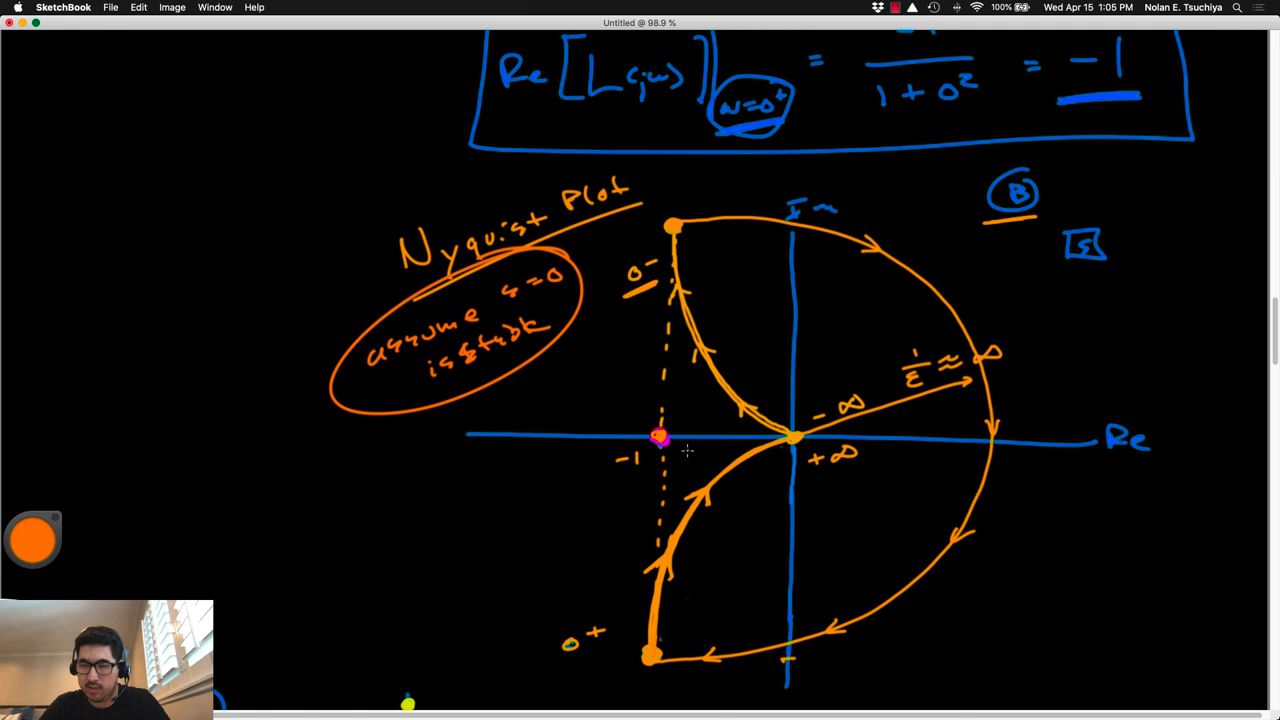 SketchBook File Edit Image Window Help 100% Wed Apr 15 1:05 PM Nolan E. Tsuchiya
Untitled @ 98.9 %
Re [L(jω)] ω=0⁺ = 1+0² = -1
Nyquist Plot
assume s=0
is stable
Im
B
S
0⁻
1/ε ≈ ∞
-∞
Re
-1
+∞
0⁺